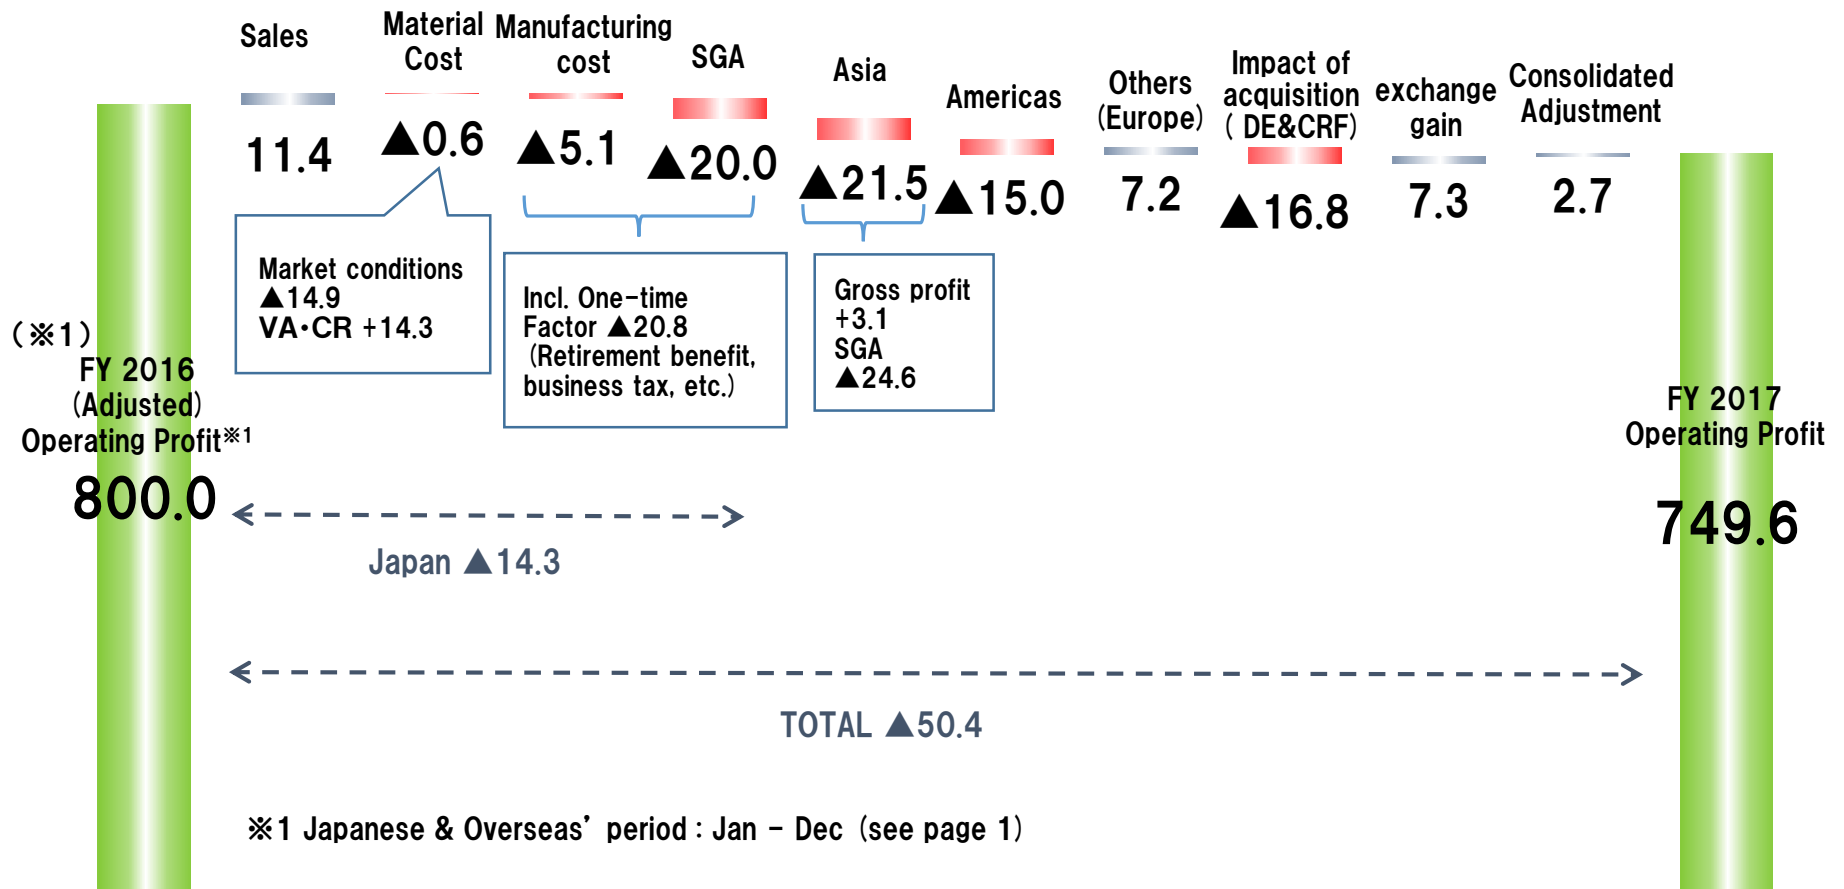 Sales
11.4
Material
Cost
▲0.6
Manufacturing
cost
▲5.1
SGA
▲20.0
Asia
▲21.5
Americas
▲15.0
Others
(Europe)
7.2
Impact of
acquisition
( DE&CRF)
▲16.8
exchange
gain
7.3
Consolidated
Adjustment
2.7
Market conditions
▲14.9
VA・CR +14.3
Incl. One-time
Factor ▲20.8
(Retirement benefit,
business tax, etc.)
Gross profit
+3.1
SGA
▲24.6
(※1)
FY 2016
(Adjusted)
Operating Profit※1
800.0
FY 2017
Operating Profit
749.6
Japan ▲14.3
TOTAL ▲50.4
※1 Japanese & Overseas’ period : Jan - Dec (see page 1)